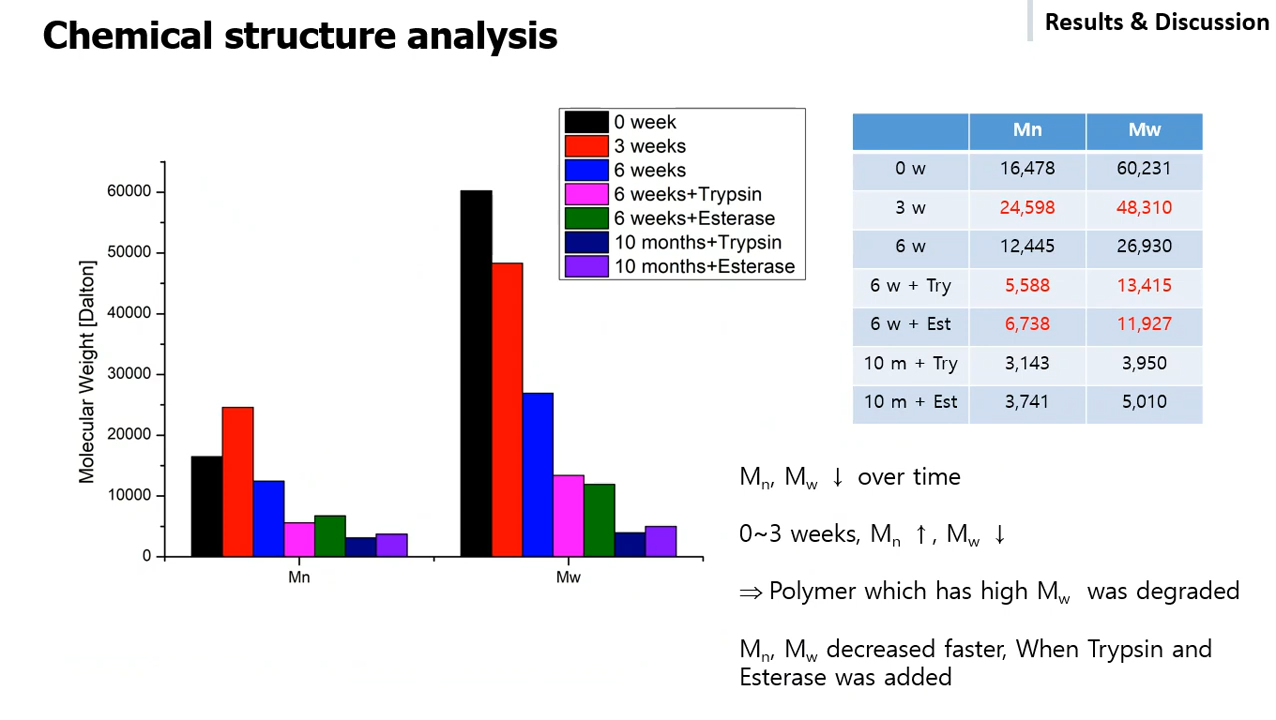 Chemical structure analysis
Results & Discussion
0 week
3 weeks
6 weeks
6 weeks+Trypsin
6 weeks+Esterase
10 months+Trypsin
10 months+Esterase
Molecular Weight [Dalton]
60000
50000
40000
30000
20000
10000
0
Mn Mw
Mn Mw
0 w 16,478 60,231
3 w 24,598 48,310
6 w 12,445 26,930
6 w + Try 5,588 13,415
6 w + Est 6,738 11,927
10 m + Try 3,143 3,950
10 m + Est 3,741 5,010
Mn, Mw ↓ over time
0~3 weeks, Mn ↑, Mw ↓
⇒ Polymer which has high Mw was degraded
Mn, Mw decreased faster, When Trypsin and
Esterase was added